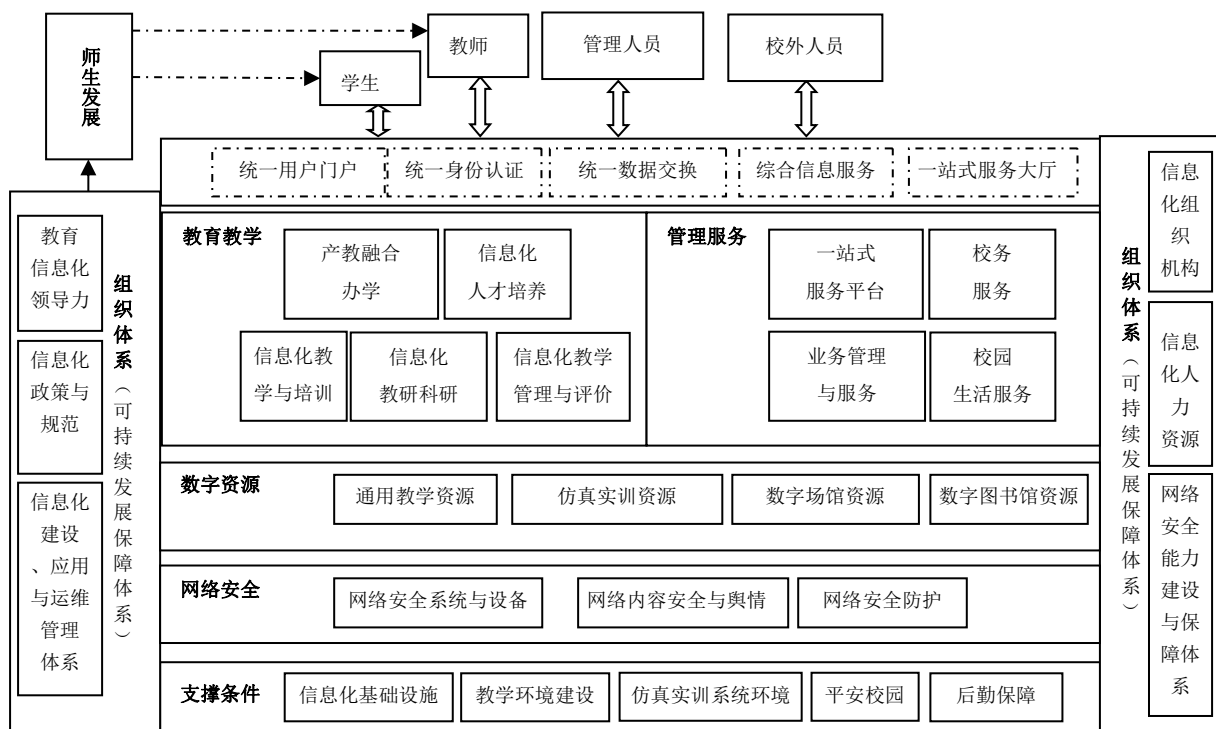 师生发展
教师
管理人员
校外人员
学生
统一用户门户
统一身份认证
统一数据交换
综合信息服务
一站式服务大厅
教育
信息化
领导力
信息化
政策与
规范
信息化
建设
、应用
与运维
管理
体系
组织体系（可持续发展保障体系）
教育教学
产教融合
办学
信息化
人才培养
信息化教
学与培训
信息化
教研科研
信息化教学
管理与评价
管理服务
一站式
服务平台
校务
服务
业务管理
与服务
校园
生活服务
数字资源
通用教学资源
仿真实训资源
数字场馆资源
数字图书馆资源
网络安全
网络安全系统与设备
网络内容安全与舆情
网络安全防护
支撑条件
信息化基础设施
教学环境建设
仿真实训系统环境
平安校园
后勤保障
组织体系（可持续发展保障体系）
信息
化组
织
机构
信息
化人
力
资源
网络
安全
能力
建设
与保
障体
系